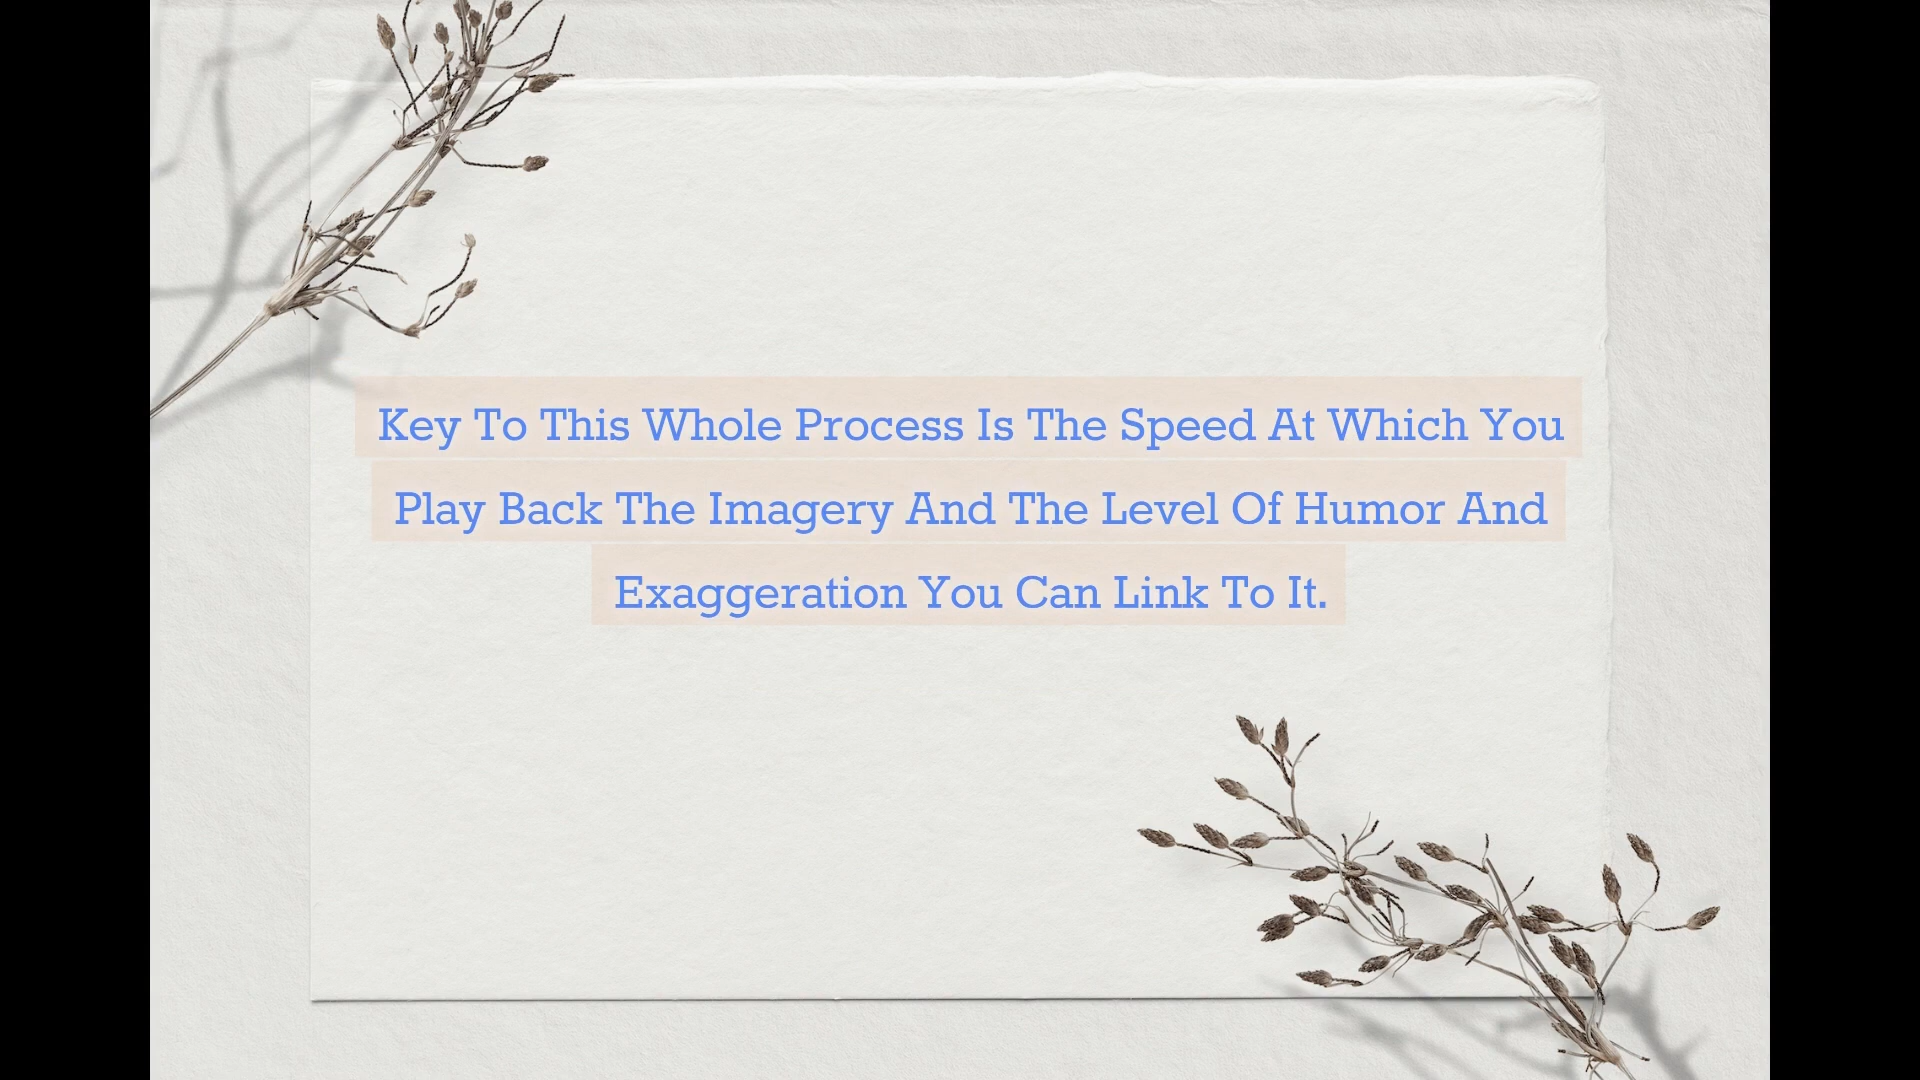 Key To This Whole Process Is The Speed At Which You
Play Back The Imagery And The Level Of Humor And
Exaggeration You Can Link To It.